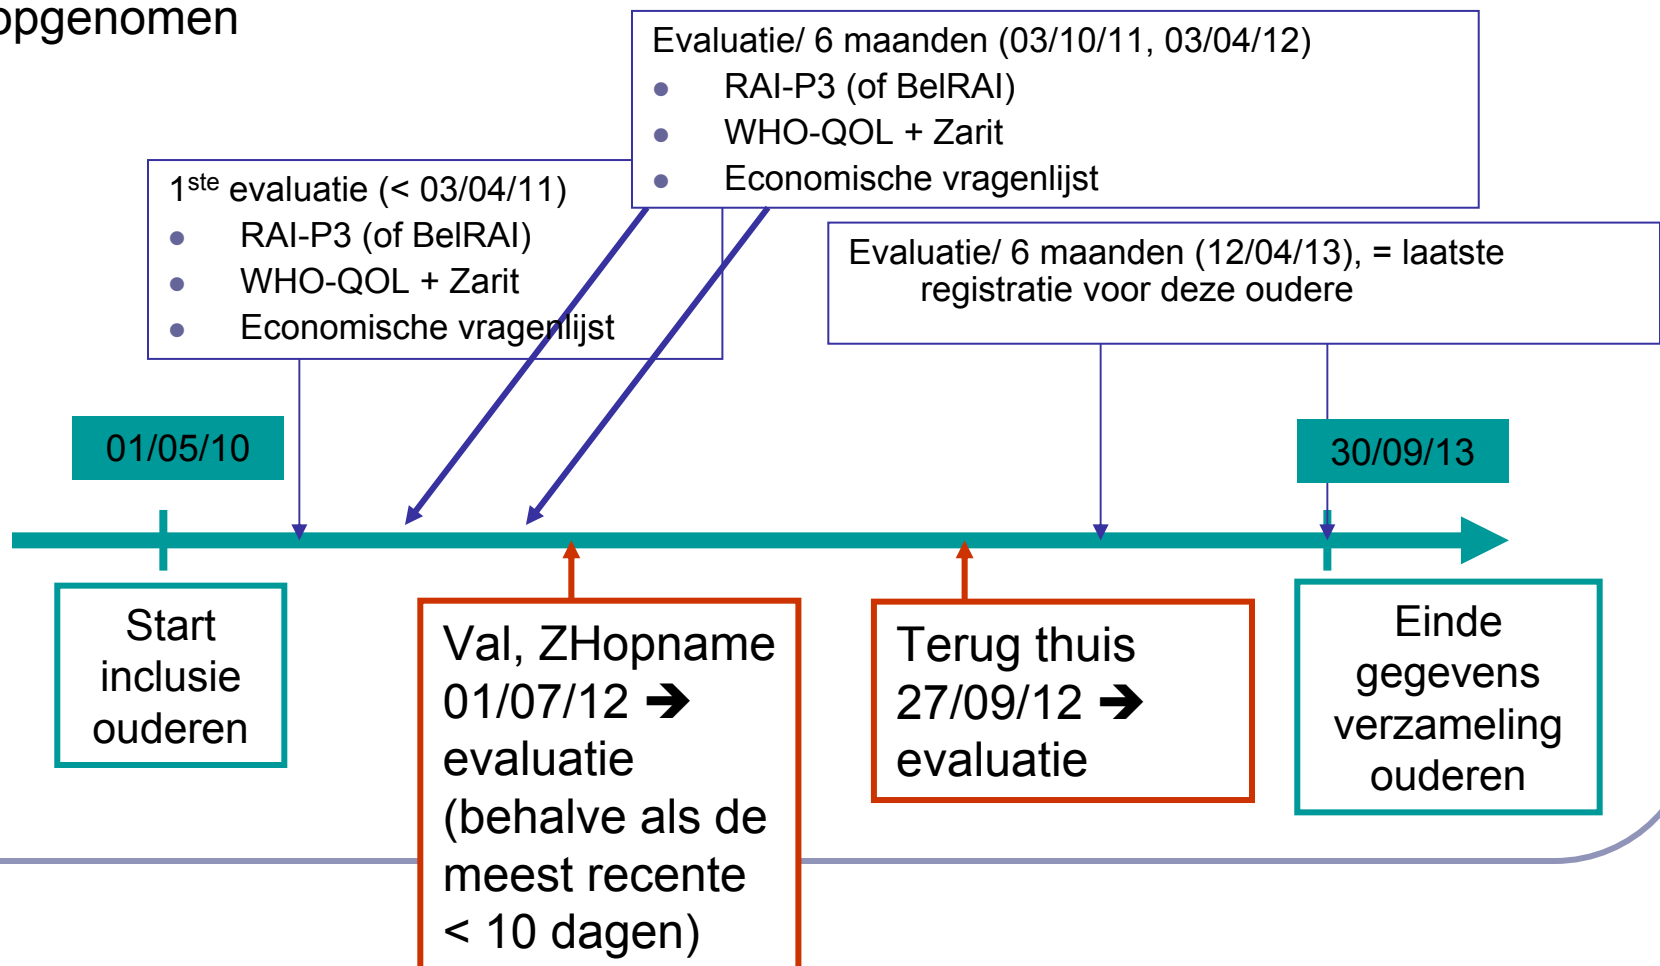 opgenomen
Evaluatie/ 6 maanden (03/10/11, 03/04/12)
RAI-P3 (of BelRAI)
WHO-QOL + Zarit
Economische vragenlijst
1ste evaluatie (< 03/04/11)
RAI-P3 (of BelRAI)
WHO-QOL + Zarit
Economische vragenlijst
Evaluatie/ 6 maanden (12/04/13), = laatste
registratie voor deze oudere
01/05/10
30/09/13
Start
inclusie
ouderen
Val, ZHopname
01/07/12 ➔
evaluatie
(behalve als de
meest recente
< 10 dagen)
Terug thuis
27/09/12 ➔
evaluatie
Einde
gegevens
verzameling
ouderen